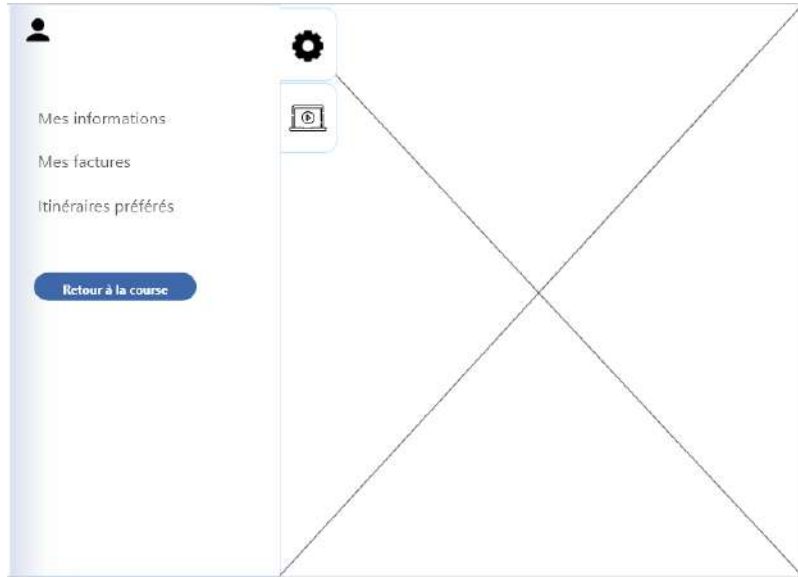 Mes informations
Mes factures
Itinéraires préférés
Retour à la course